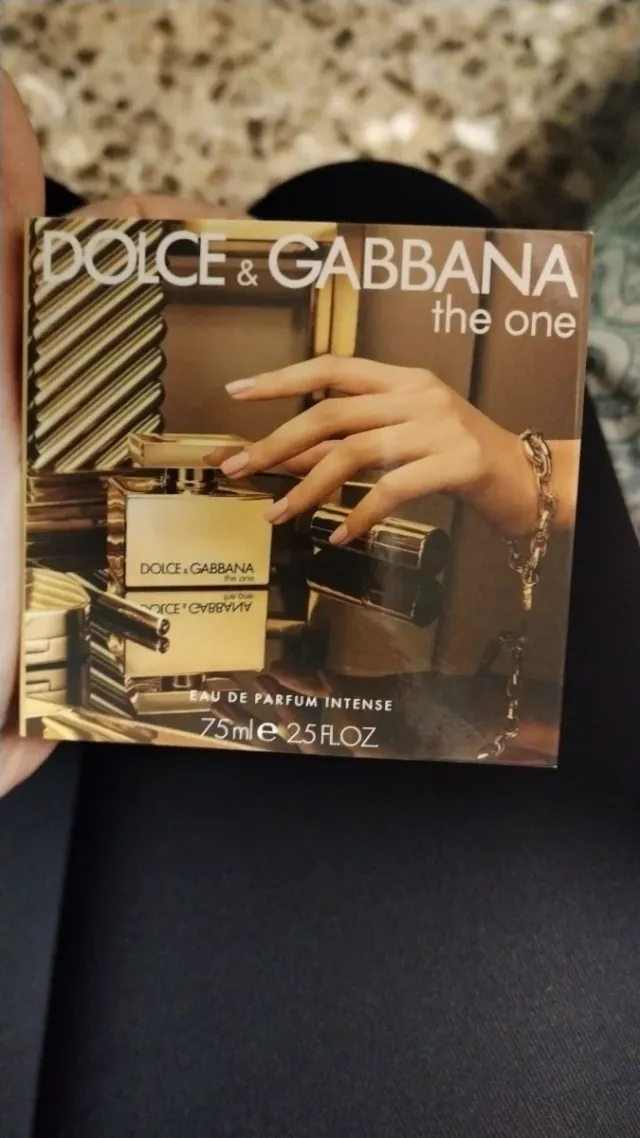 DOLCE & GABBANA
the one
DOLCE & GABBANA
the one
EAU DE PARFUM INTENSE
75ml e 2.5 FL.OZ